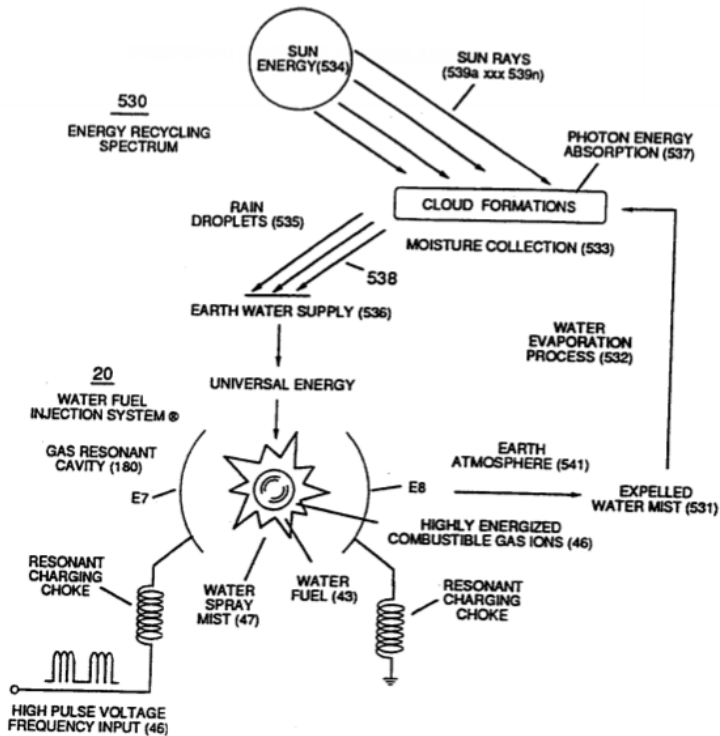 SUN
ENERGY(534)
SUN RAYS
(539a xxx 539n)
530
ENERGY RECYCLING
SPECTRUM
PHOTON ENERGY
ABSORPTION (537)
RAIN
DROPLETS (535)
CLOUD FORMATIONS
MOISTURE COLLECTION (533)
538
EARTH WATER SUPPLY (536)
WATER
EVAPORATION
PROCESS (532)
20
WATER FUEL
INJECTION SYSTEM ®
UNIVERSAL ENERGY
GAS RESONANT
CAVITY (180)
E7
E8
EARTH
ATMOSPHERE (541)
EXPELLED
WATER MIST (531)
HIGHLY ENERGIZED
COMBUSTIBLE GAS IONS (46)
RESONANT
CHARGING
CHOKE
WATER
SPRAY
MIST (47)
WATER
FUEL (43)
RESONANT
CHARGING
CHOKE
HIGH PULSE VOLTAGE
FREQUENCY INPUT (46)